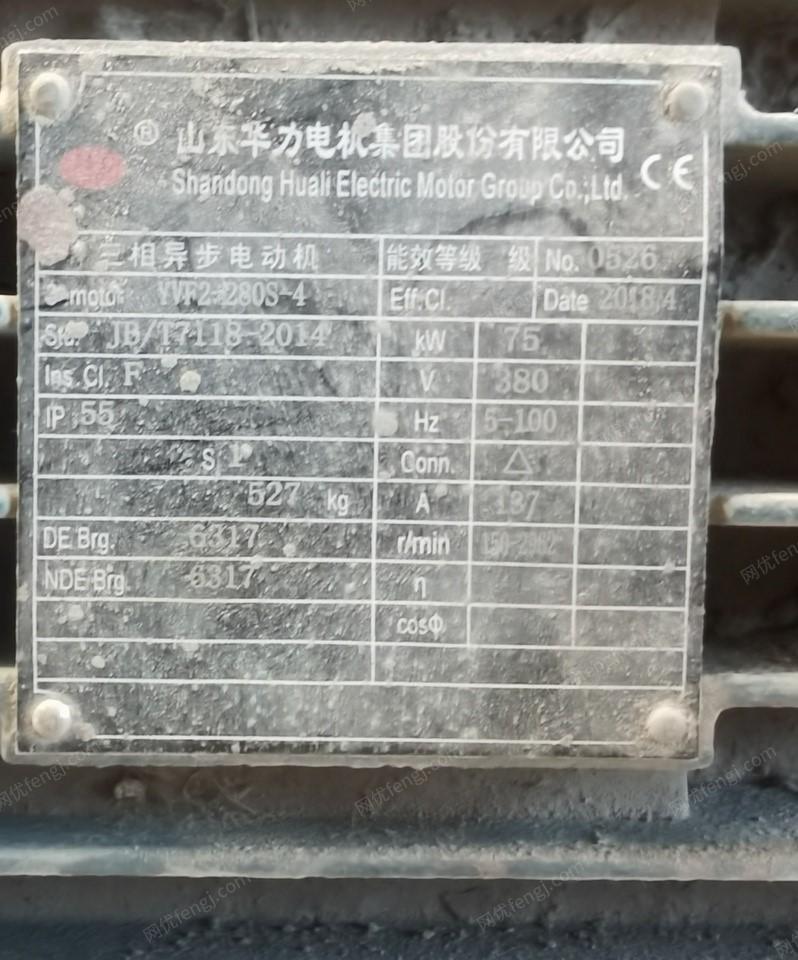 ® 山东华力电机集团股份有限公司
Shandong Huali Electric Motor Group Co.,Ltd. CE
三相异步电动机 能效等级 级 No. 0526
motor YVF2-280S-4 Eff.Cl. Date 2018.4
Std. JB/T7118-2014 kW 75
Ins.Cl. F V 380
IP 55 Hz 5-100
S 1 Conn. △
527 kg A 137
DE Brg. 6317 r/min
NDE Brg. 6317 η
cosΦ
网优fengj.com